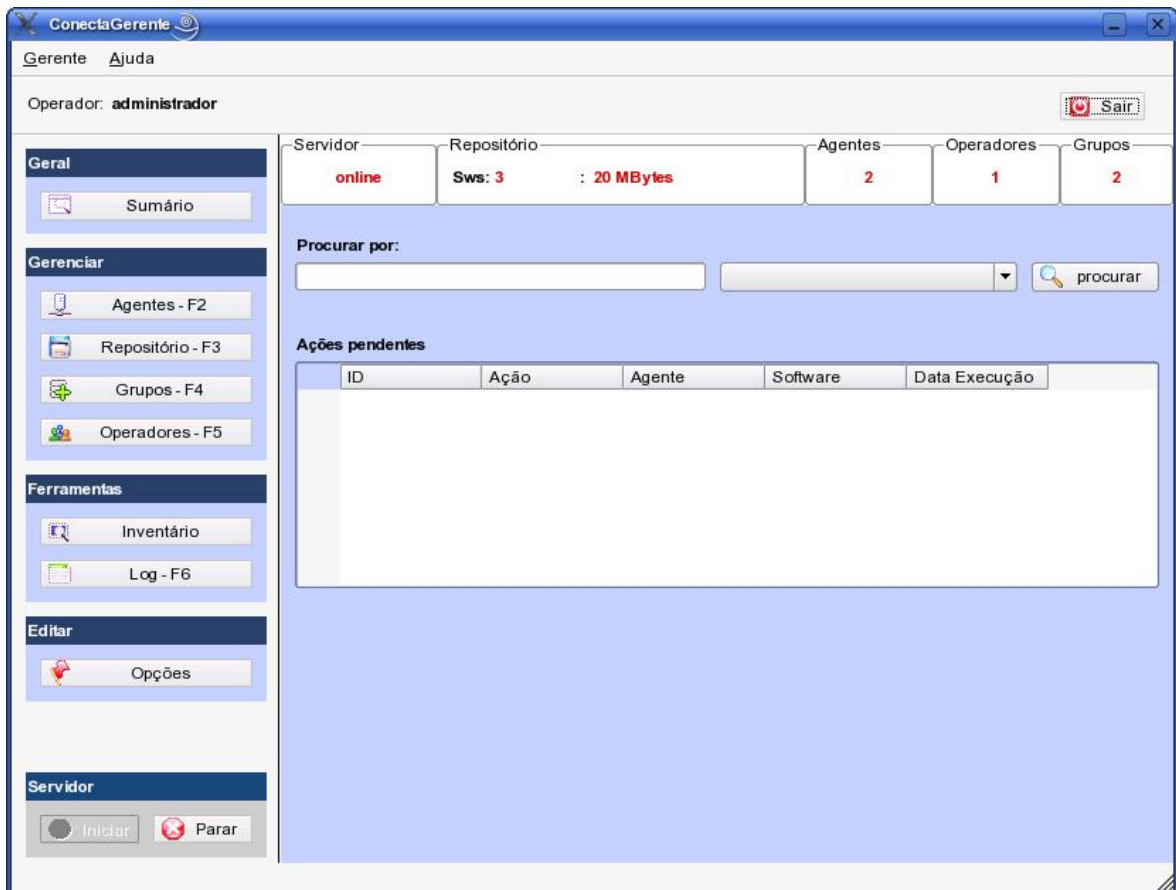 ConectaGerente
Gerente Ajuda
Operador: administrador
Sair
Geral
Sumário
Gerenciar
Agentes - F2
Repositório - F3
Grupos - F4
Operadores - F5
Ferramentas
Inventário
Log - F6
Editar
Opções
Servidor
Iniciar Parar
Servidor
online
Repositório
Sws: 3 : 20 MBytes
Agentes
2
Operadores
1
Grupos
2
Procurar por:
procurar
Ações pendentes
ID Ação Agente Software Data Execução